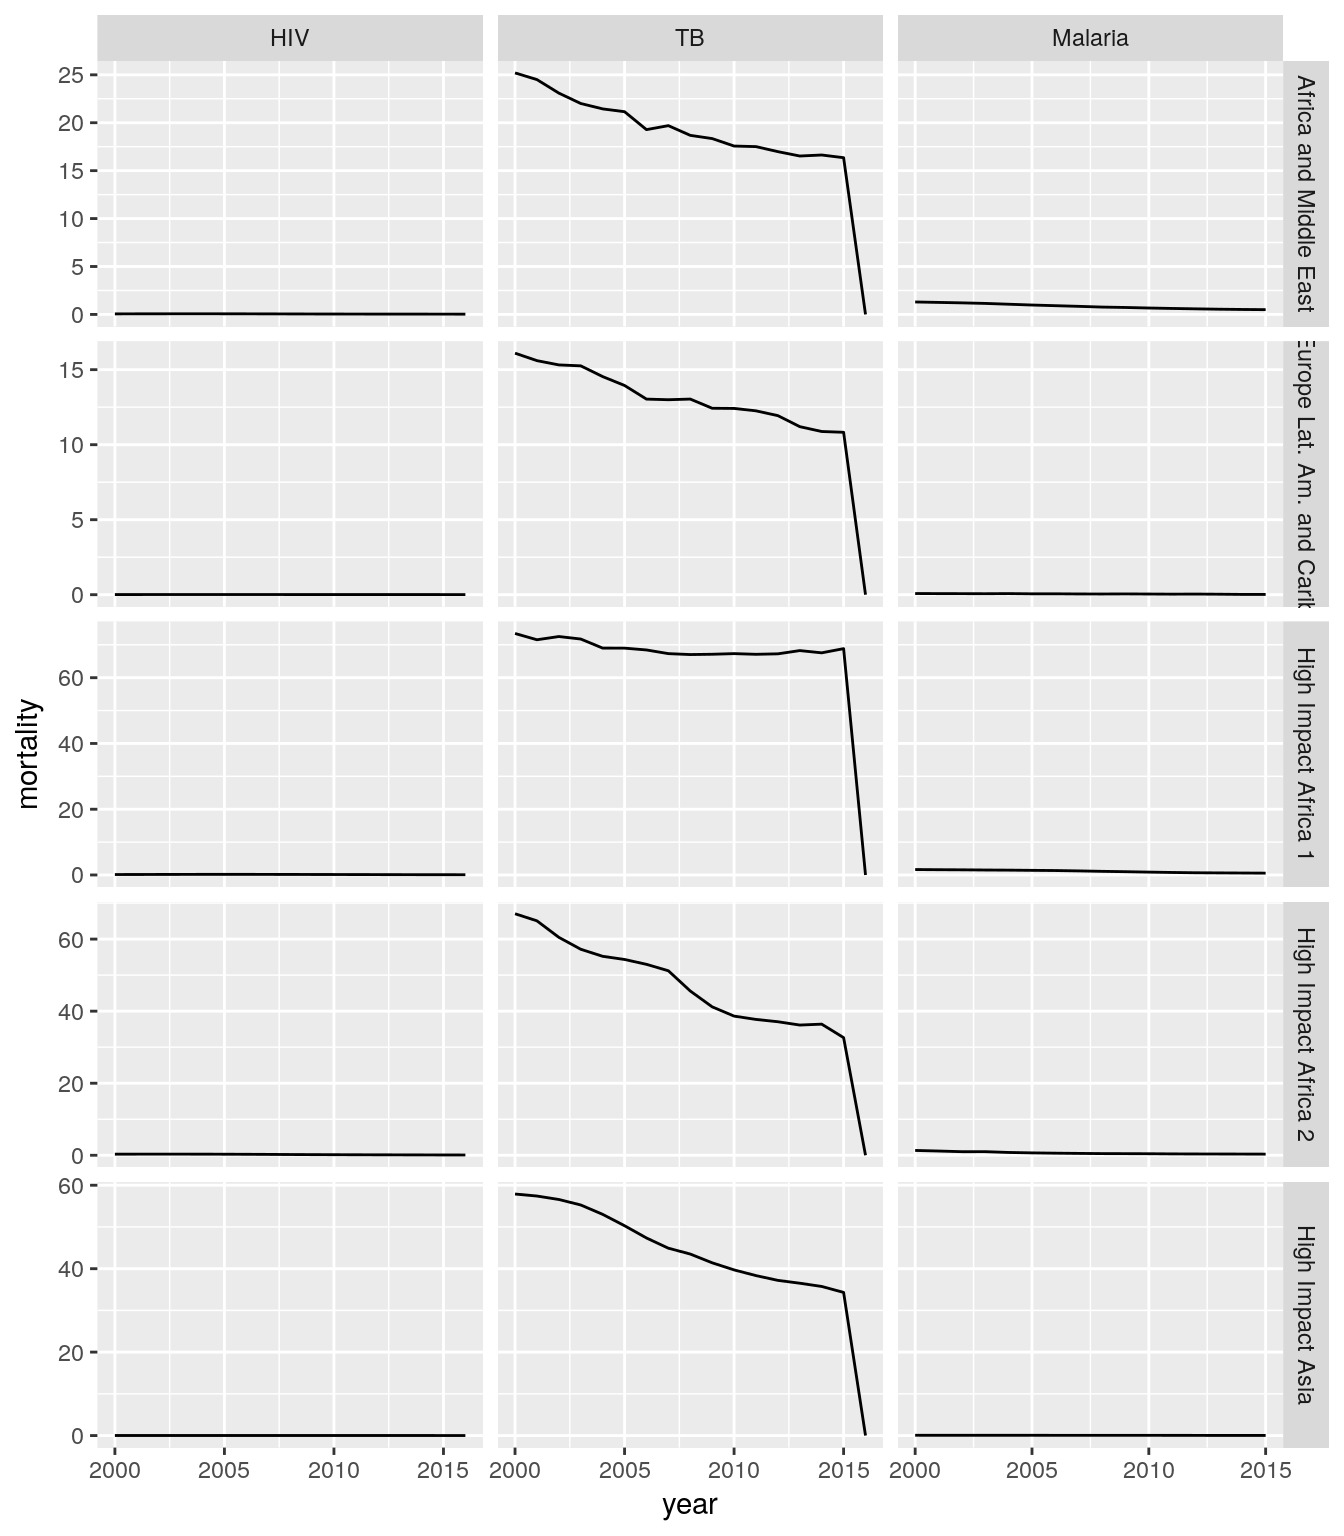 HIV TB Malaria
25
20
15
10
5
0
Africa and Middle East
15
10
5
0
Europe Lat. Am. and Carib
60
40
20
0
High Impact Africa 1
60
40
20
0
High Impact Africa 2
60
40
20
0
High Impact Asia
mortality
2000 2005 2010 2015 2000 2005 2010 2015 2000 2005 2010 2015
year